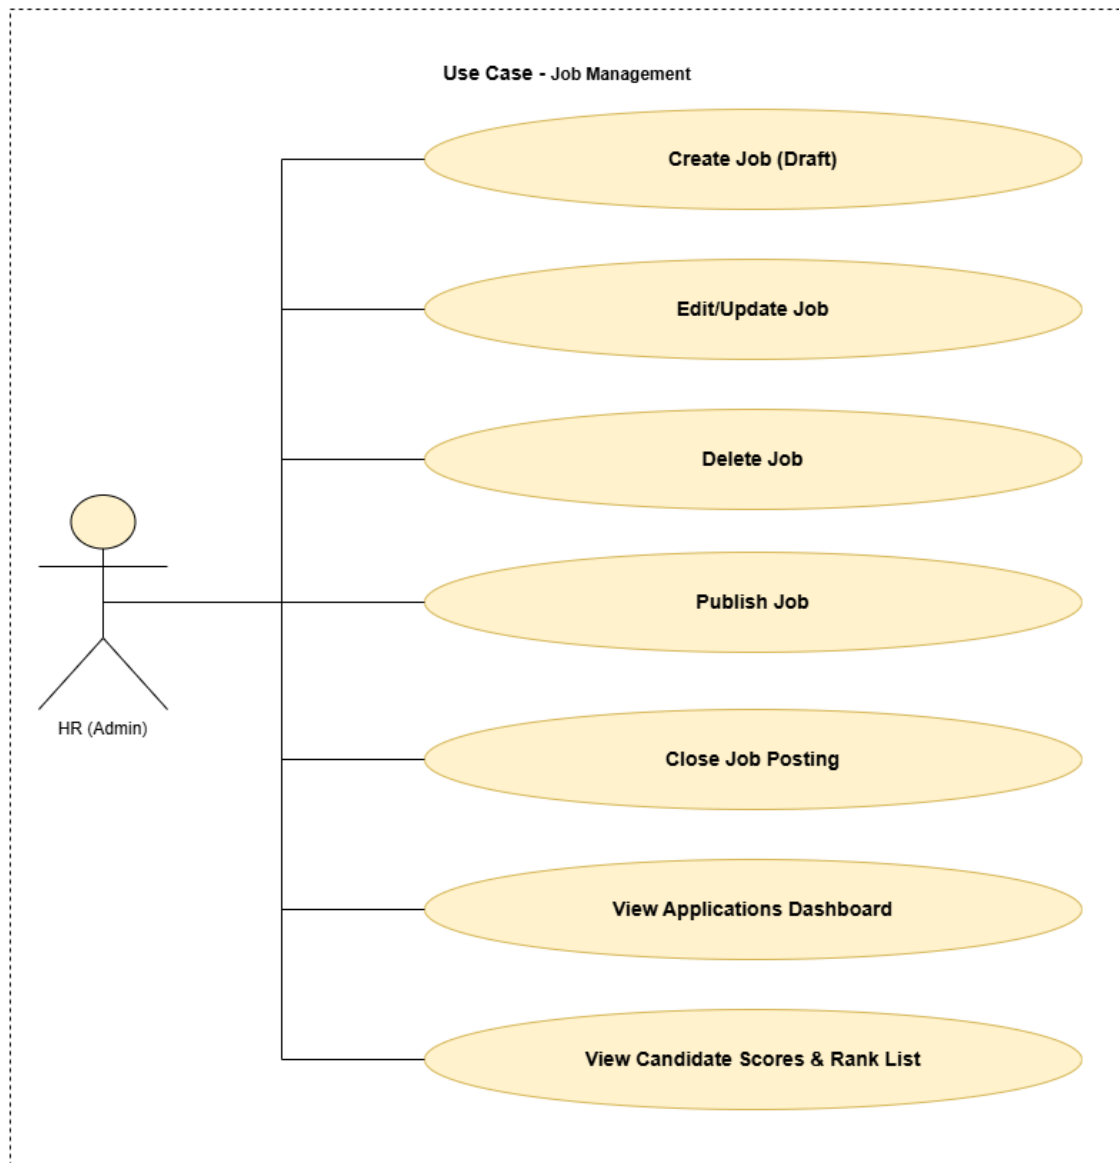 Use Case - Job Management
Create Job (Draft)
Edit/Update Job
Delete Job
Publish Job
HR (Admin)
Close Job Posting
View Applications Dashboard
View Candidate Scores & Rank List